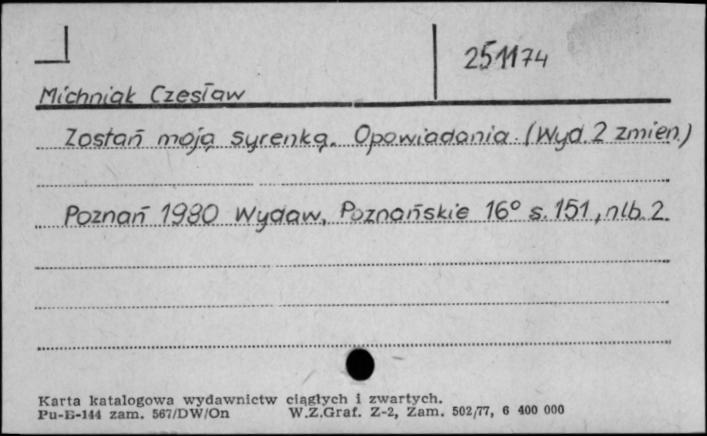 251174
Michniak Czesław
Zostań moją syrenką. Opowiadania. (Wyd. 2 zmien.)
Poznań 1980 Wydaw. Poznańskie 16° s. 151, nlb. 2.
Karta katalogowa wydawnictw ciągłych i zwartych.
Pu-B-144 zam. 567/DW/On W.Z.Graf. Z-2, Zam. 502/77, 6 400 000